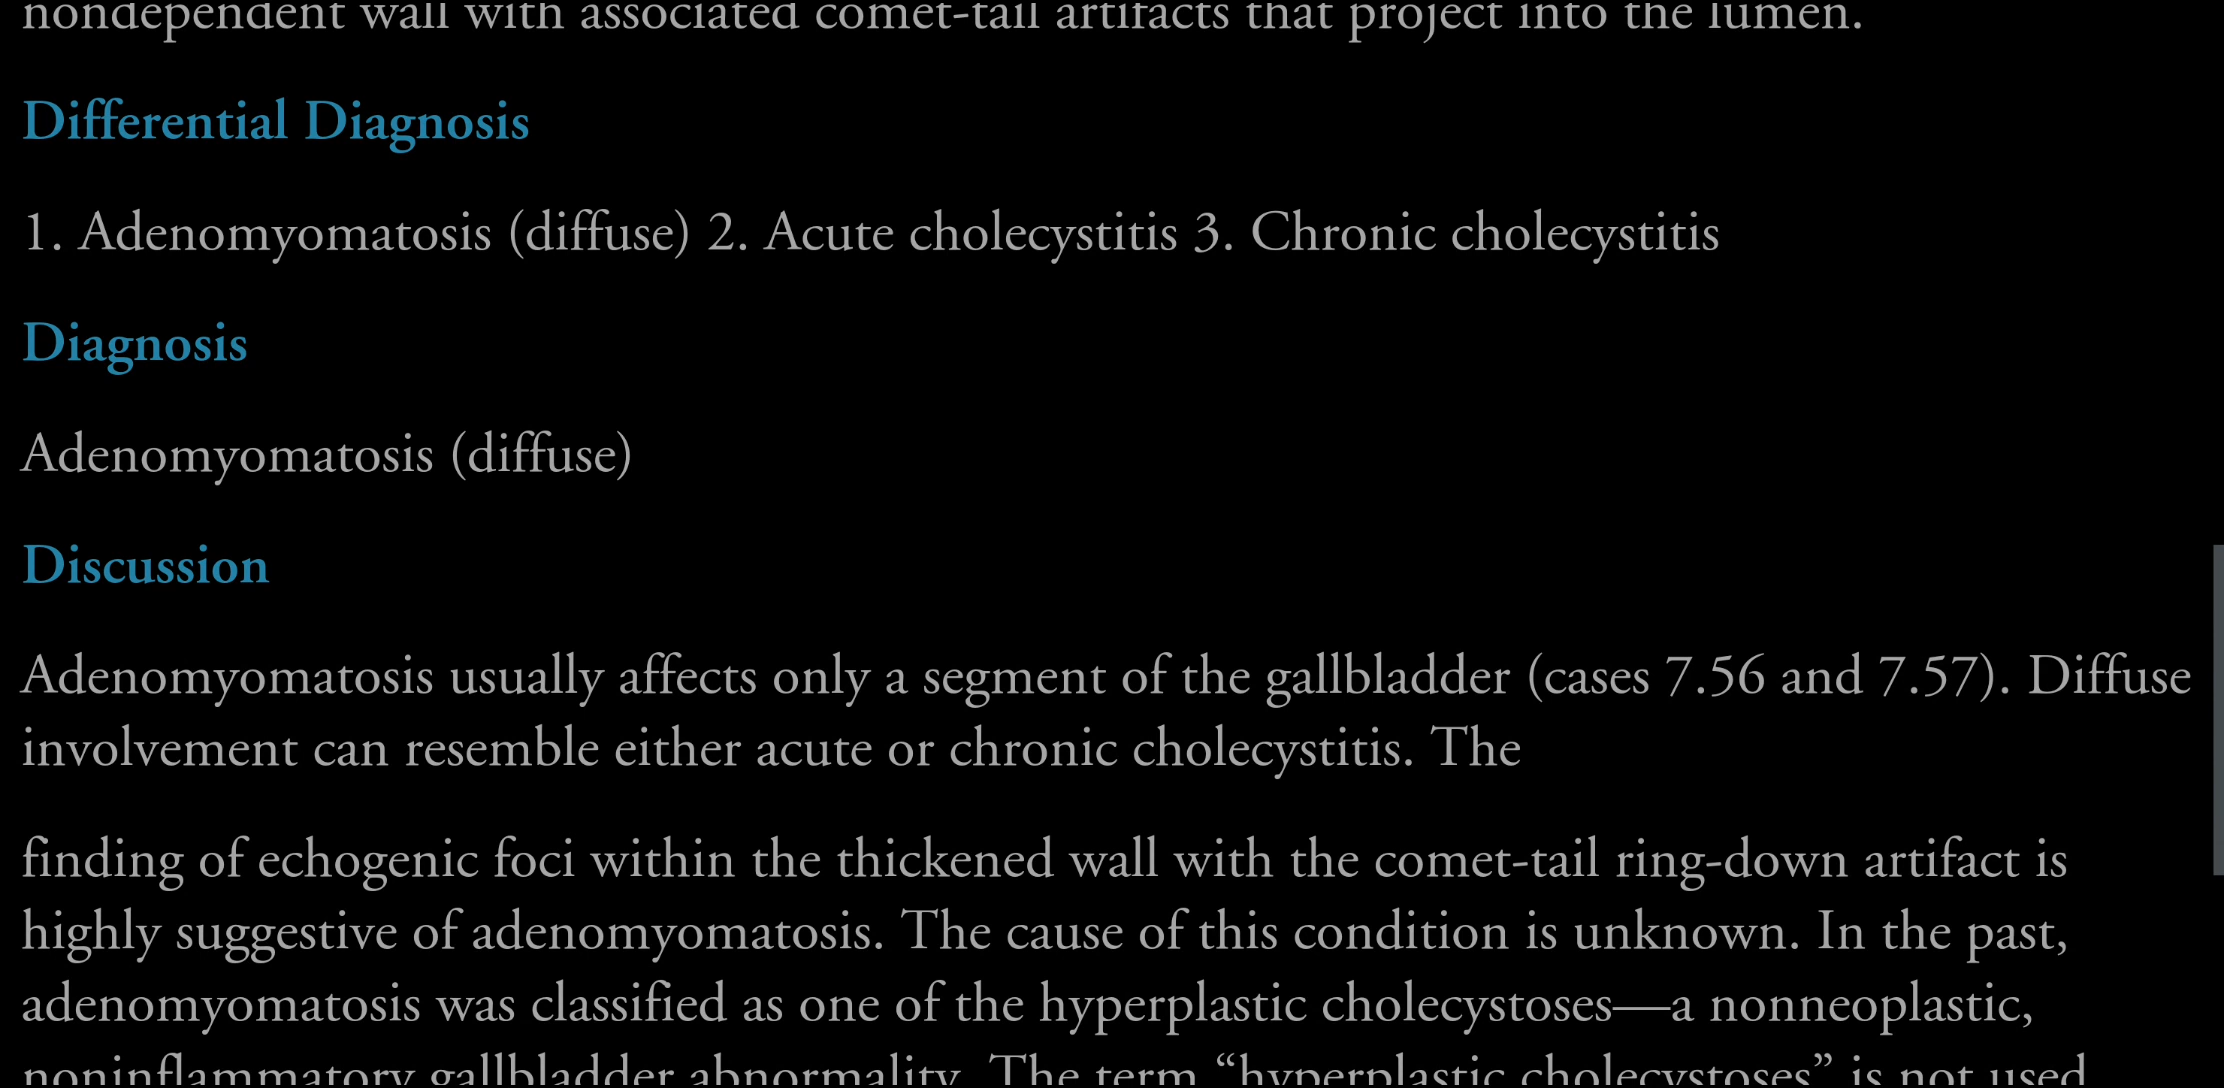 nondependent wall with associated comet-tail artifacts that project into the lumen.
Differential Diagnosis
1. Adenomyomatosis (diffuse) 2. Acute cholecystitis 3. Chronic cholecystitis
Diagnosis
Adenomyomatosis (diffuse)
Discussion
Adenomyomatosis usually affects only a segment of the gallbladder (cases 7.56 and 7.57). Diffuse
involvement can resemble either acute or chronic cholecystitis. The
finding of echogenic foci within the thickened wall with the comet-tail ring-down artifact is
highly suggestive of adenomyomatosis. The cause of this condition is unknown. In the past,
adenomyomatosis was classified as one of the hyperplastic cholecystoses—a nonneoplastic,
noninflammatory gallbladder abnormality. The term “hyperplastic cholecystoses” is not used